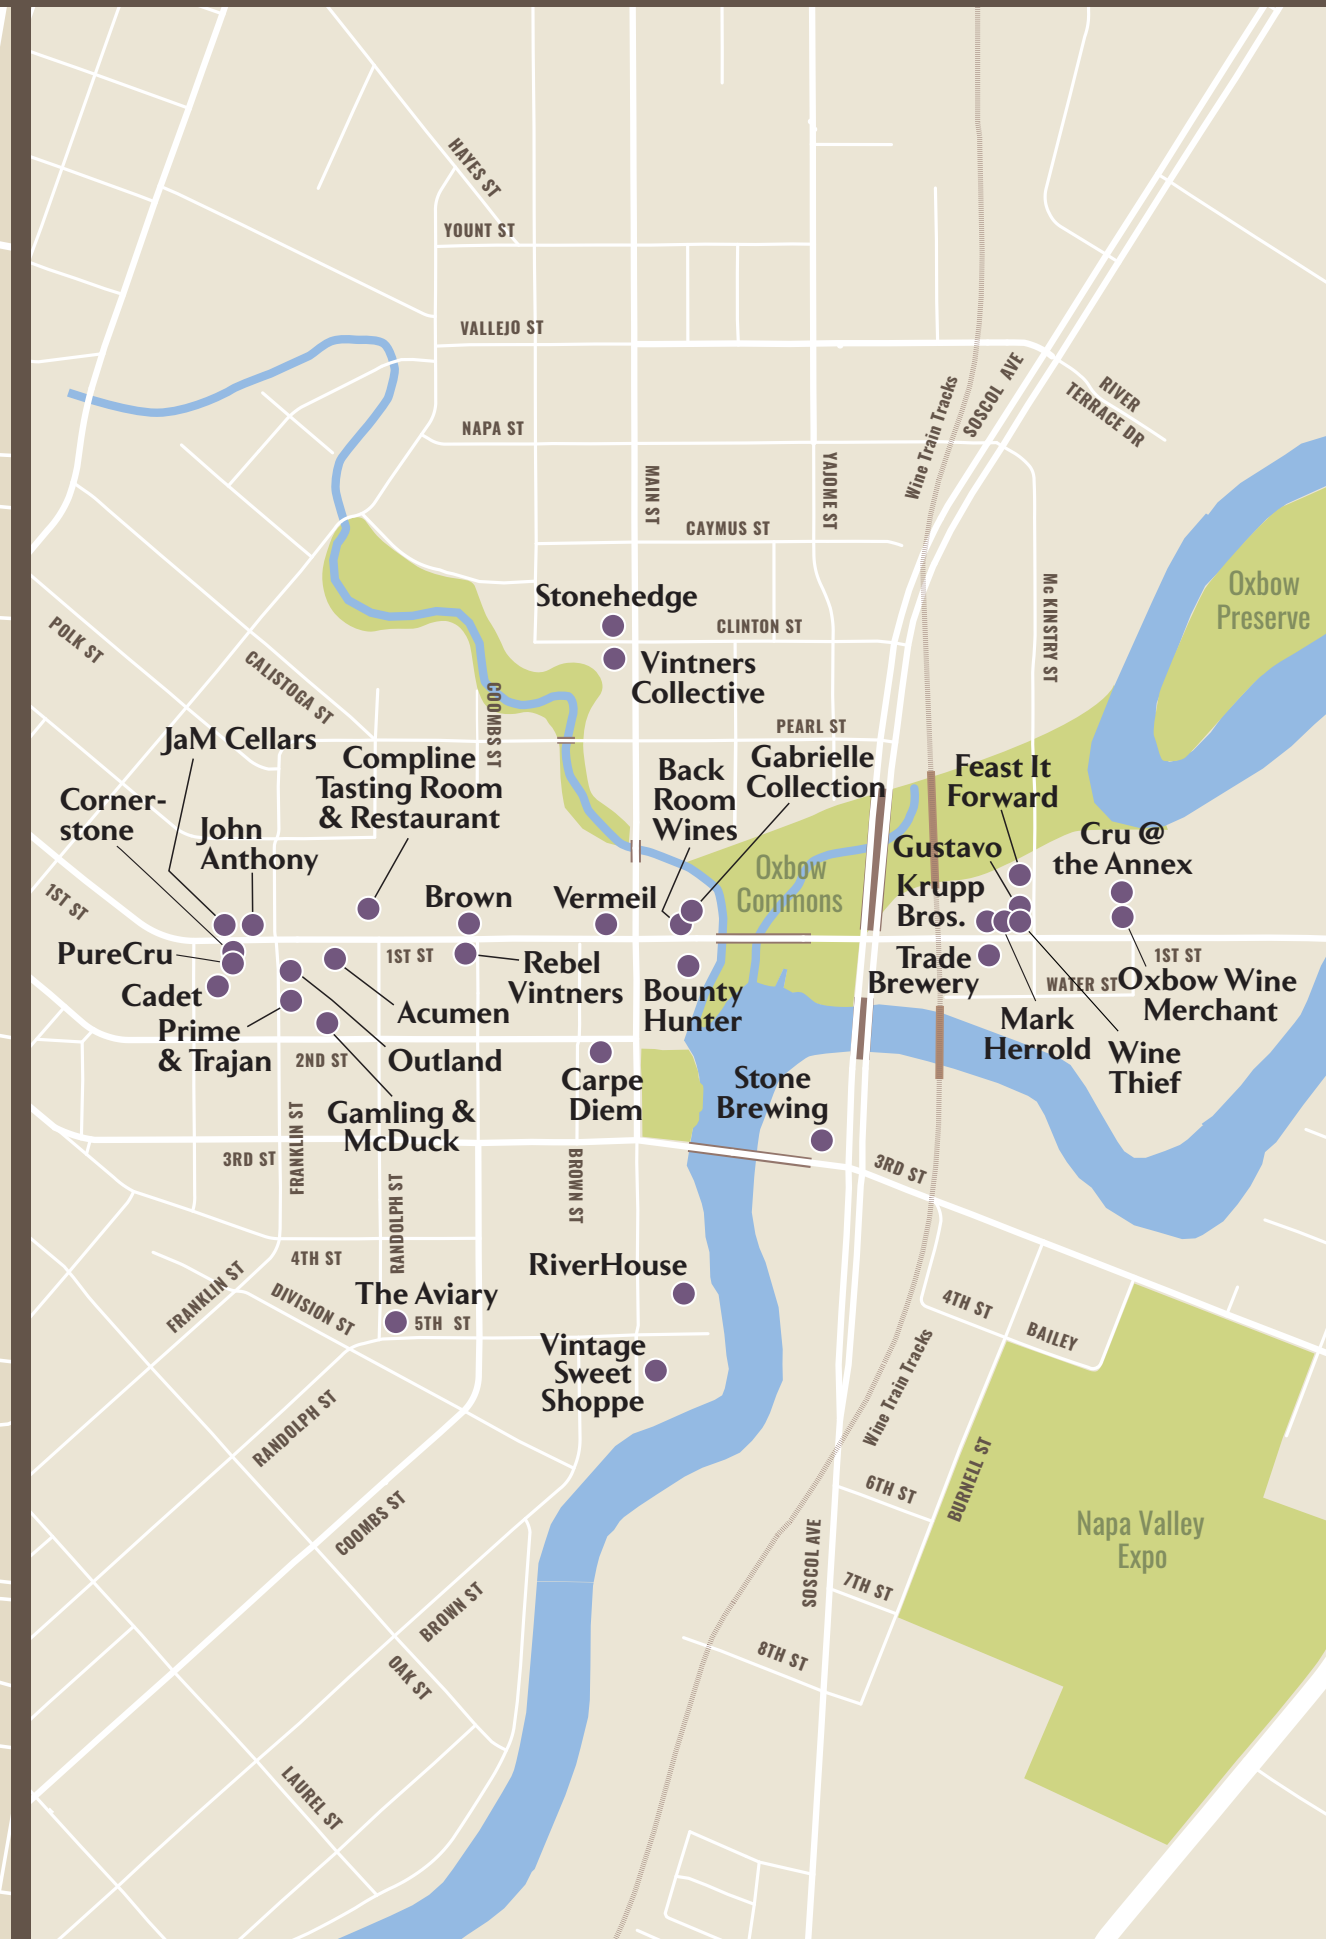 HAYES ST
YOUNT ST
VALLEJO ST
NAPA ST
MAIN ST
YAJOME ST
CAYMUS ST
Wine Train Tracks
SOSCOL AVE
RIVER
TERRACE DR
Oxbow
Preserve
Mc KINSTRY ST
Stonehedge
CLINTON ST
Vintners
Collective
POLK ST
CALISTOGA ST
COOMBS ST
PEARL ST
JaM Cellars
Corner-
stone
John
Anthony
Compline
Tasting Room
& Restaurant
Back
Room
Wines
Gabrielle
Collection
Feast It
Forward
Gustavo
Krupp
Bros.
Cru @
the Annex
Oxbow
Commons
1ST ST
Brown
Vermeil
PureCru
Cadet
1ST ST
Rebel
Vintners
Bounty
Hunter
Trade
Brewery
1ST ST
WATER ST
Oxbow Wine
Merchant
Prime
& Trajan
Acumen
2ND ST
Outland
Mark
Herrold
Wine
Thief
Carpe
Diem
Stone
Brewing
Gamling &
McDuck
3RD ST
FRANKLIN ST
RANDOLPH ST
BROWN ST
3RD ST
4TH ST
FRANKLIN ST
DIVISION ST
The Aviary
5TH ST
RiverHouse
Vintage
Sweet
Shoppe
4TH ST
BAILEY
Wine Train Tracks
RANDOLPH ST
COOMBS ST
6TH ST
BURNELL ST
Napa Valley
Expo
SOSCOL AVE
7TH ST
BROWN ST
8TH ST
OAK ST
LAUREL ST